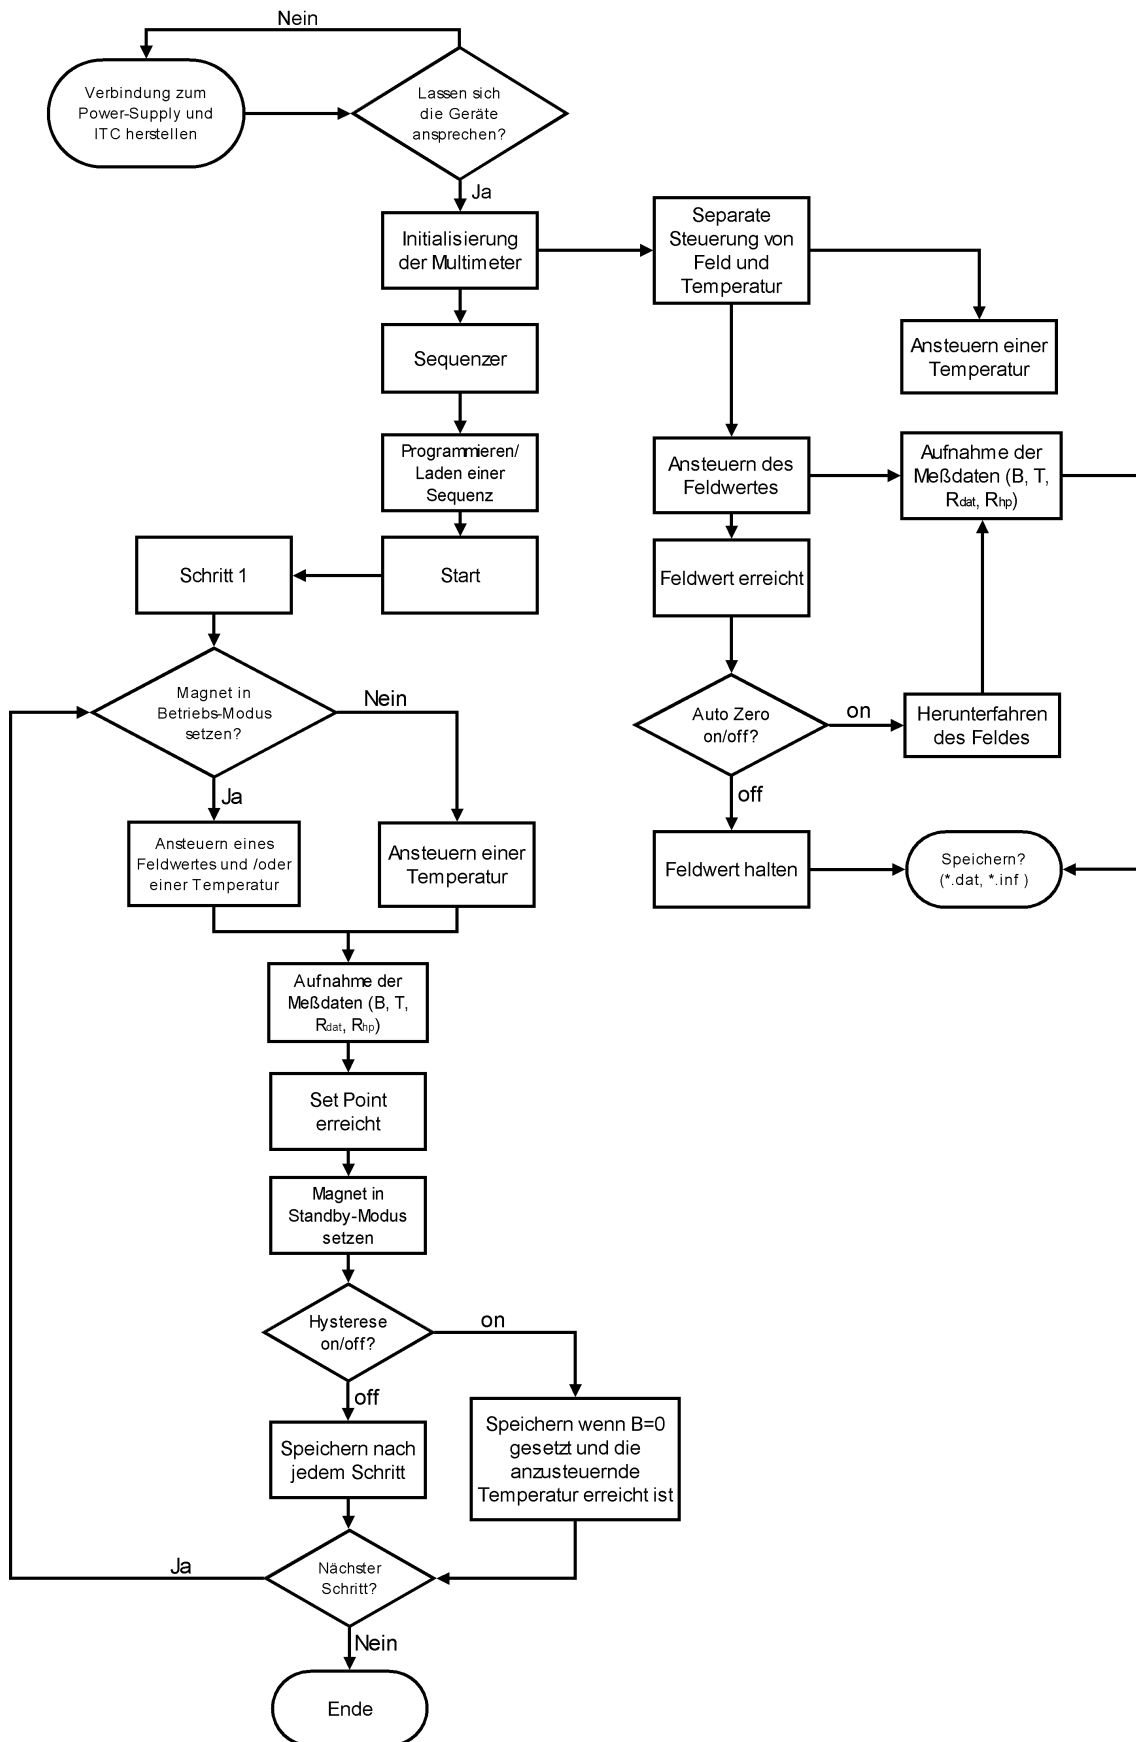 Nein
Verbindung zum
Power-Supply und
ITC herstellen
Lassen sich
die Geräte
ansprechen?
Ja
Initialisierung
der Multimeter
Separate
Steuerung von
Feld und
Temperatur
Ansteuern einer
Temperatur
Sequenzer
Programmieren/
Laden einer
Sequenz
Ansteuern des
Feldwertes
Aufnahme der
Meßdaten (B, T,
Rdat, Rhp)
Schritt 1
Start
Feldwert erreicht
Magnet in
Betriebs-Modus
setzen?
Nein
Ja
Auto Zero
on/off?
on
Herunterfahren
des Feldes
off
Ansteuern eines
Feldwertes und /oder
einer Temperatur
Ansteuern einer
Temperatur
Feldwert halten
Speichern?
(*.dat, *.inf )
Aufnahme der
Meßdaten (B, T,
Rdat, Rhp)
Set Point
erreicht
Magnet in
Standby-Modus
setzen
Hysterese
on/off?
on
off
Speichern nach
jedem Schritt
Speichern wenn B=0
gesetzt und die
anzusteuernde
Temperatur erreicht ist
Nächster
Schritt?
Ja
Nein
Ende